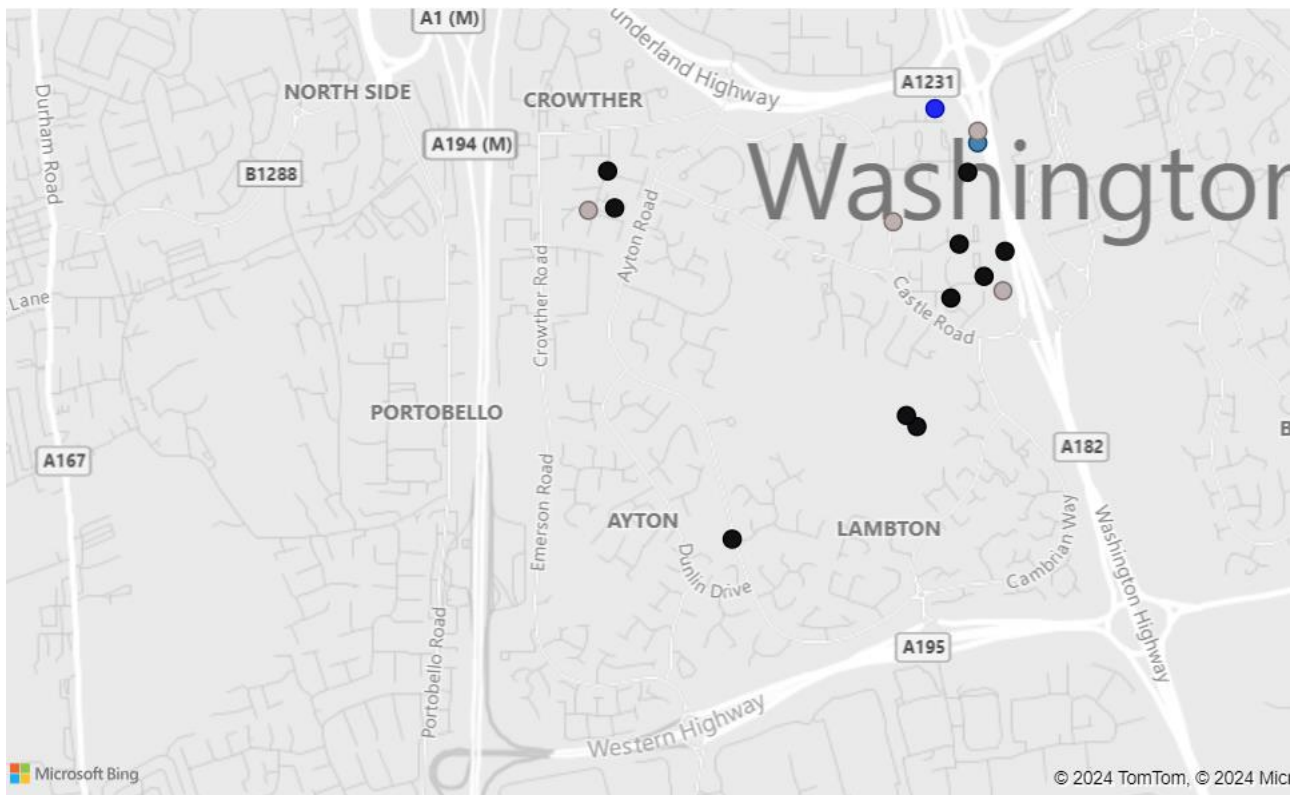 A1 (M)
underland Highway
NORTH SIDE
A1231
CROWTHER
Durham Road
A194 (M)
B1288
Washington
Ayton Road
Crowther Road
Lane
Castle Road
PORTOBELLO
A167
A182
B
Emerson Road
AYTON
LAMBTON
Dunlin Drive
Cambrian Way
Washington Highway
Portobello Road
A195
Western Highway
Microsoft Bing
© 2024 TomTom, © 2024 Micr